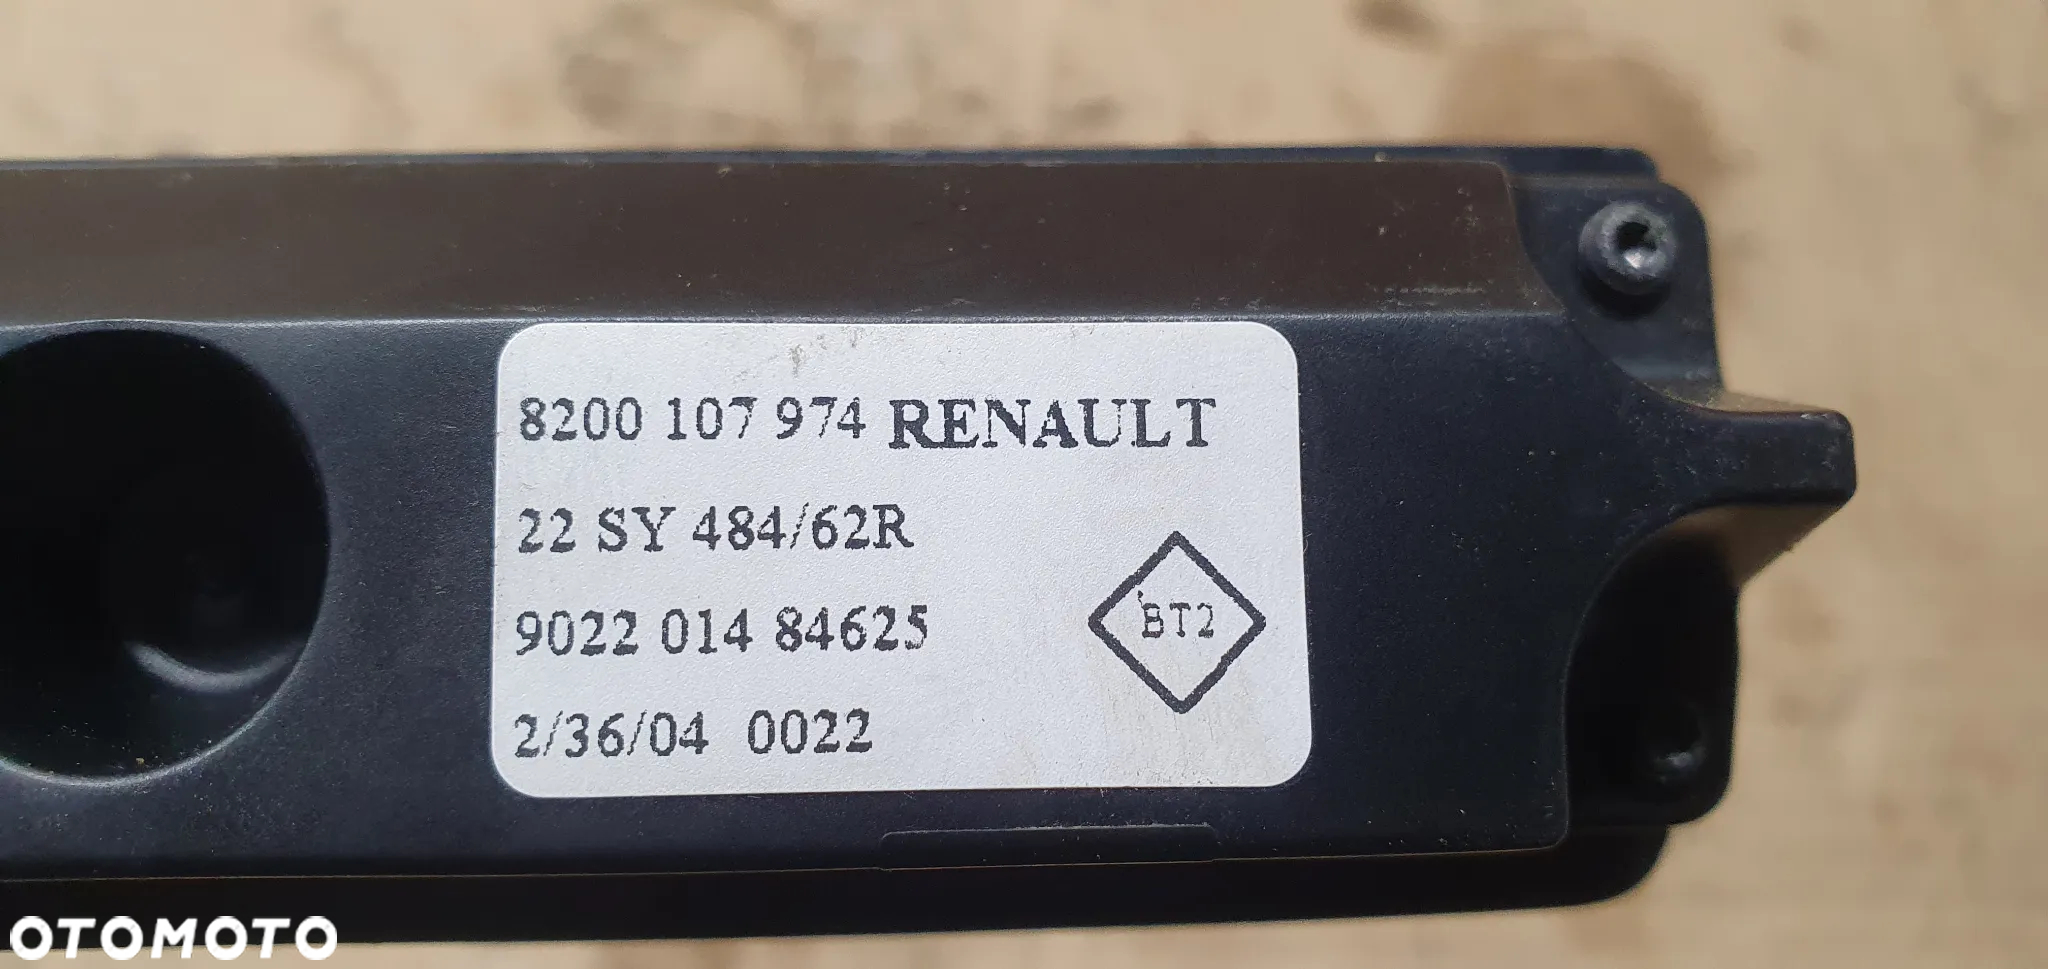 8200 107 974 RENAULT
22 SY 484/62R
9022 014 84625
BT2
2/36/04 0022
OTOMOTO